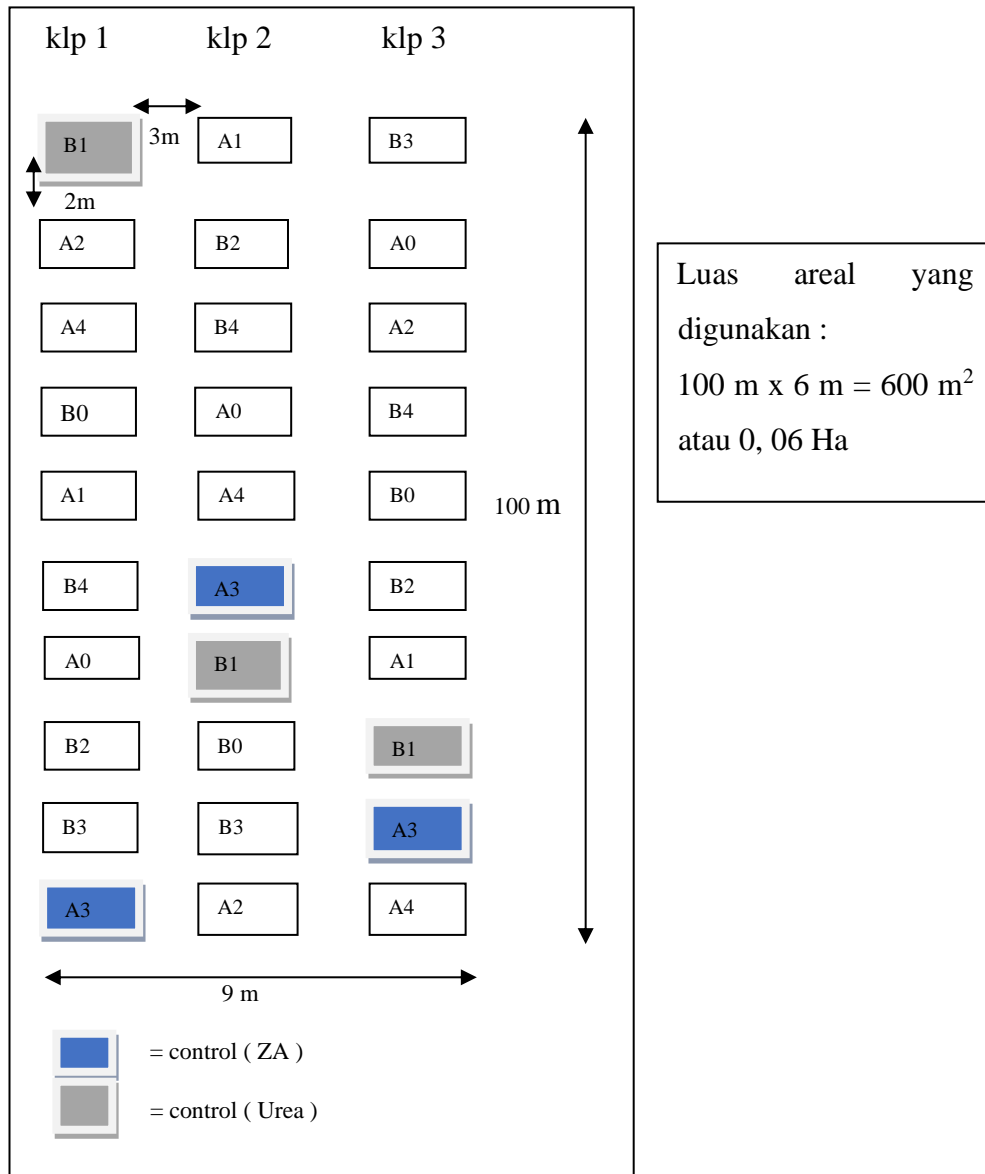 klp 1 klp 2 klp 3
B1 3m A1 B3
2m
A2 B2 A0
A4 B4 A2
B0 A0 B4
A1 A4 B0
100 m
B4 A3 B2
A0 B1 A1
B2 B0 B1
B3 B3 A3
A3 A2 A4
9 m
= control ( ZA )
= control ( Urea )
Luas areal yang
digunakan :
100 m x 6 m = 600 m²
atau 0, 06 Ha